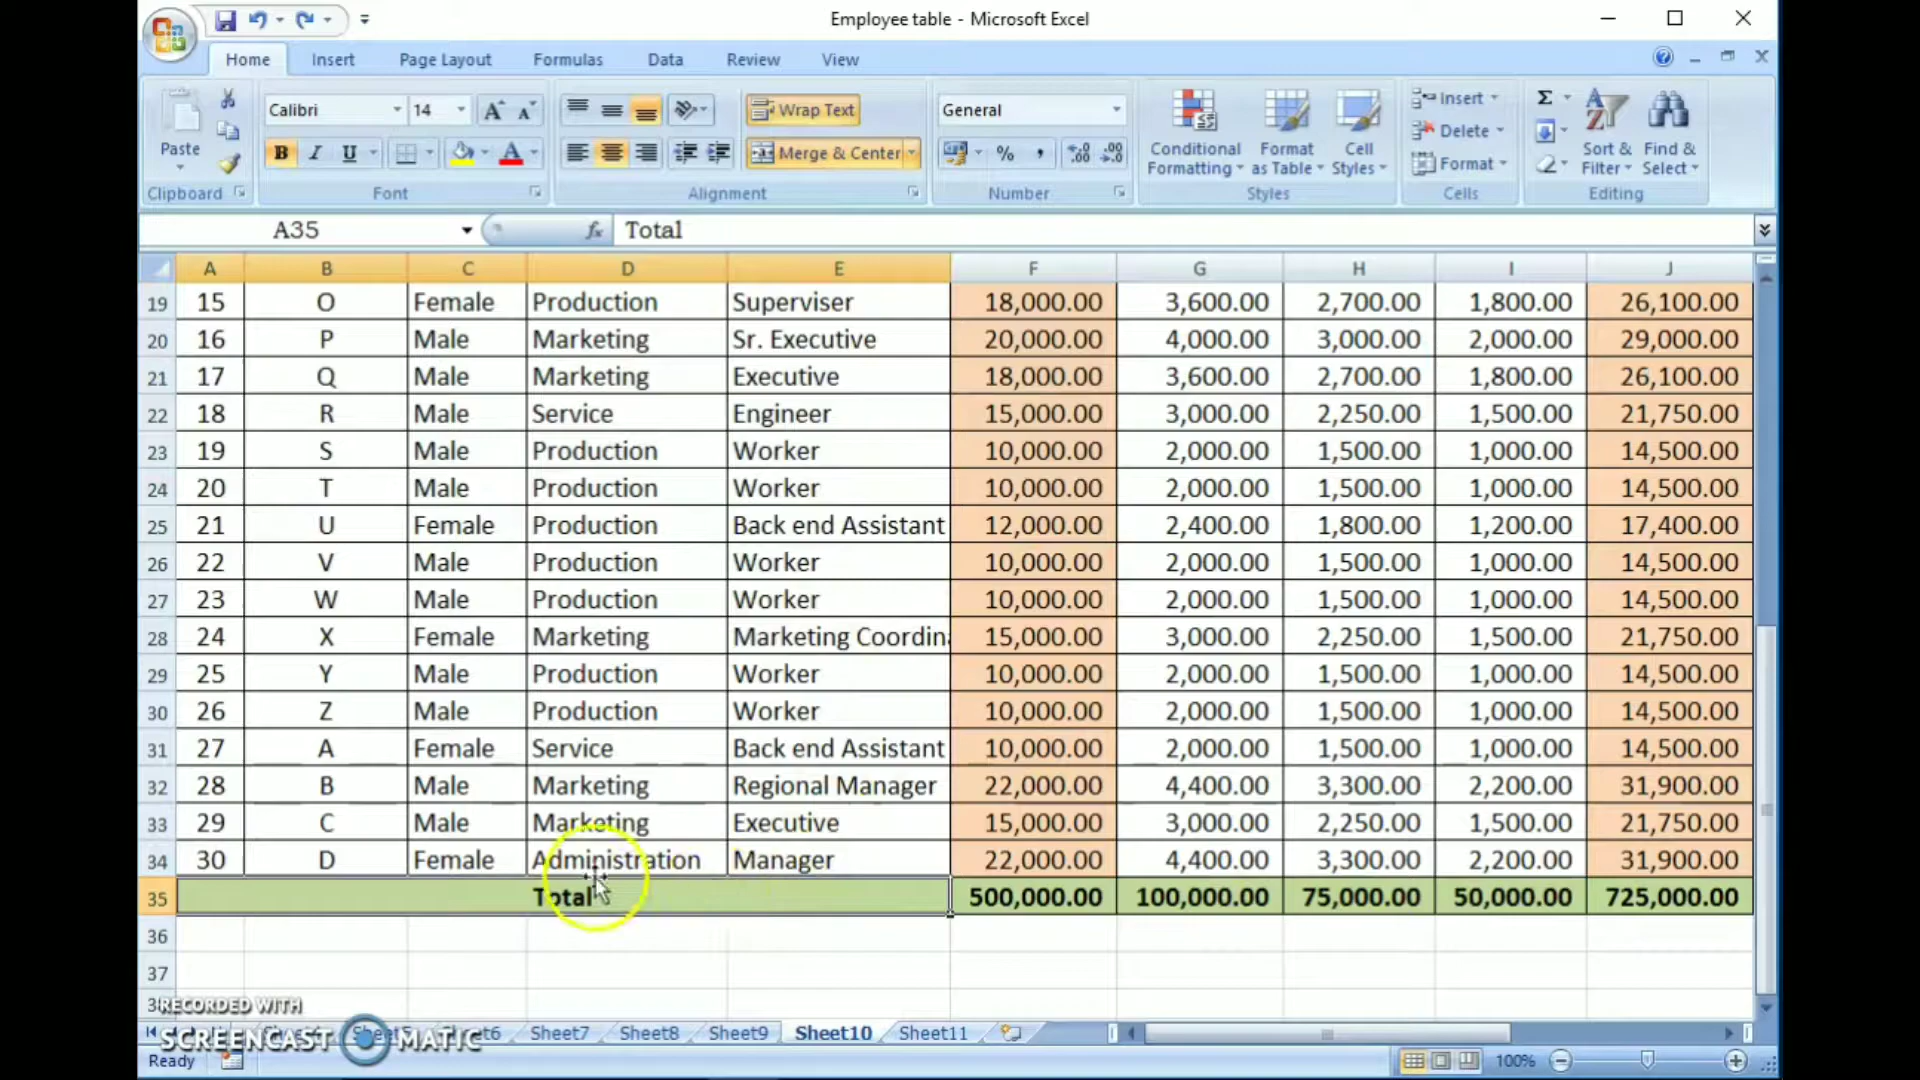 Employee table - Microsoft Excel
Home Insert Page Layout Formulas Data Review View
Paste
Clipboard
Calibri 14
B I U
Font
Wrap Text
Merge & Center
Alignment
General
% ,
Number
Conditional Formatting
Format as Table
Cell Styles
Styles
Insert
Delete
Format
Cells
Σ
Sort & Filter
Find & Select
Editing
A35 fx Total
A B C D E F G H I J
19 15 O Female Production Superviser 18,000.00 3,600.00 2,700.00 1,800.00 26,100.00
20 16 P Male Marketing Sr. Executive 20,000.00 4,000.00 3,000.00 2,000.00 29,000.00
21 17 Q Male Marketing Executive 18,000.00 3,600.00 2,700.00 1,800.00 26,100.00
22 18 R Male Service Engineer 15,000.00 3,000.00 2,250.00 1,500.00 21,750.00
23 19 S Male Production Worker 10,000.00 2,000.00 1,500.00 1,000.00 14,500.00
24 20 T Male Production Worker 10,000.00 2,000.00 1,500.00 1,000.00 14,500.00
25 21 U Female Production Back end Assistant 12,000.00 2,400.00 1,800.00 1,200.00 17,400.00
26 22 V Male Production Worker 10,000.00 2,000.00 1,500.00 1,000.00 14,500.00
27 23 W Male Production Worker 10,000.00 2,000.00 1,500.00 1,000.00 14,500.00
28 24 X Female Marketing Marketing Coordin 15,000.00 3,000.00 2,250.00 1,500.00 21,750.00
29 25 Y Male Production Worker 10,000.00 2,000.00 1,500.00 1,000.00 14,500.00
30 26 Z Male Production Worker 10,000.00 2,000.00 1,500.00 1,000.00 14,500.00
31 27 A Female Service Back end Assistant 10,000.00 2,000.00 1,500.00 1,000.00 14,500.00
32 28 B Male Marketing Regional Manager 22,000.00 4,400.00 3,300.00 2,200.00 31,900.00
33 29 C Male Marketing Executive 15,000.00 3,000.00 2,250.00 1,500.00 21,750.00
34 30 D Female Administration Manager 22,000.00 4,400.00 3,300.00 2,200.00 31,900.00
35 Total 500,000.00 100,000.00 75,000.00 50,000.00 725,000.00
36
37
RECORDED WITH
SCREENCAST MATIC
Sheet7 Sheet8 Sheet9 Sheet10 Sheet11
Ready 100%